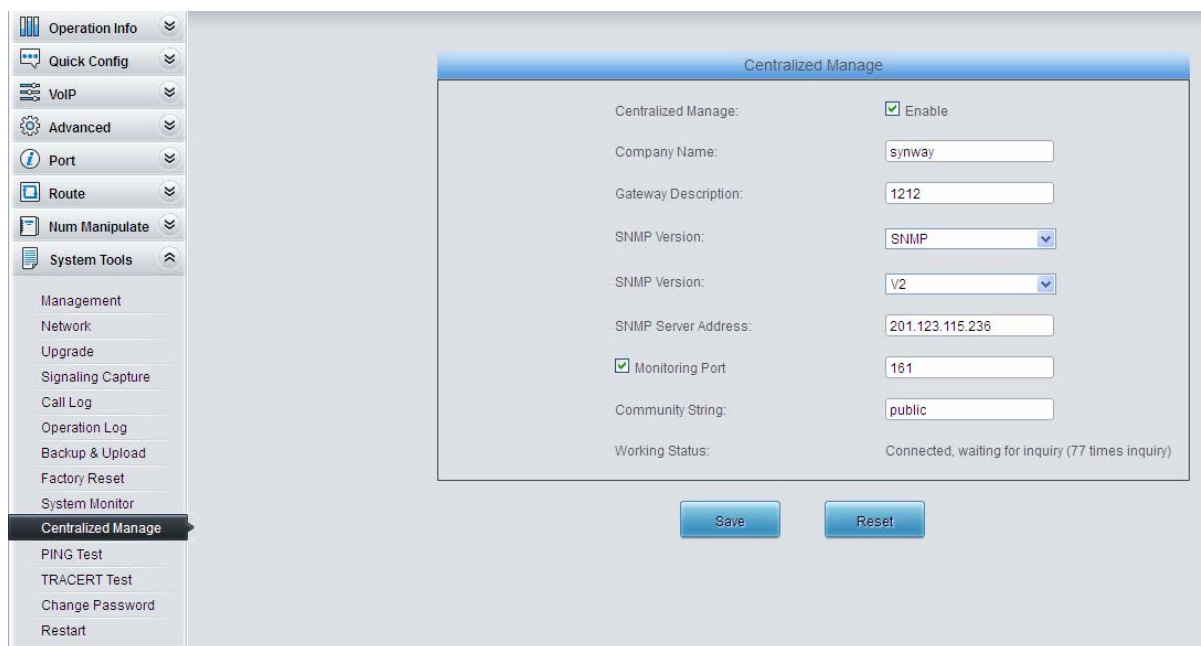 Operation Info
Quick Config
VoIP
Advanced
Port
Route
Num Manipulate
System Tools
Management
Network
Upgrade
Signaling Capture
Call Log
Operation Log
Backup & Upload
Factory Reset
System Monitor
Centralized Manage
PING Test
TRACERT Test
Change Password
Restart
Centralized Manage
Centralized Manage: Enable
Company Name: synway
Gateway Description: 1212
SNMP Version: SNMP
SNMP Version: V2
SNMP Server Address: 201.123.115.236
Monitoring Port 161
Community String: public
Working Status: Connected, waiting for inquiry (77 times inquiry)
Save Reset